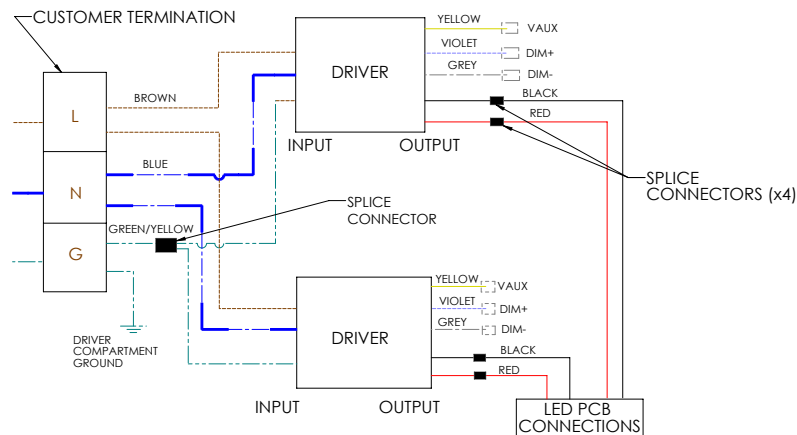 CUSTOMER TERMINATION
L
N
G
BROWN
BLUE
GREEN/YELLOW
SPLICE
CONNECTOR
DRIVER
COMPARTMENT
GROUND
DRIVER
INPUT
OUTPUT
YELLOW
VAUX
VIOLET
DIM+
GREY
DIM-
BLACK
RED
SPLICE
CONNECTORS (x4)
DRIVER
INPUT
OUTPUT
YELLOW
VAUX
VIOLET
DIM+
GREY
DIM-
BLACK
RED
LED PCB
CONNECTIONS